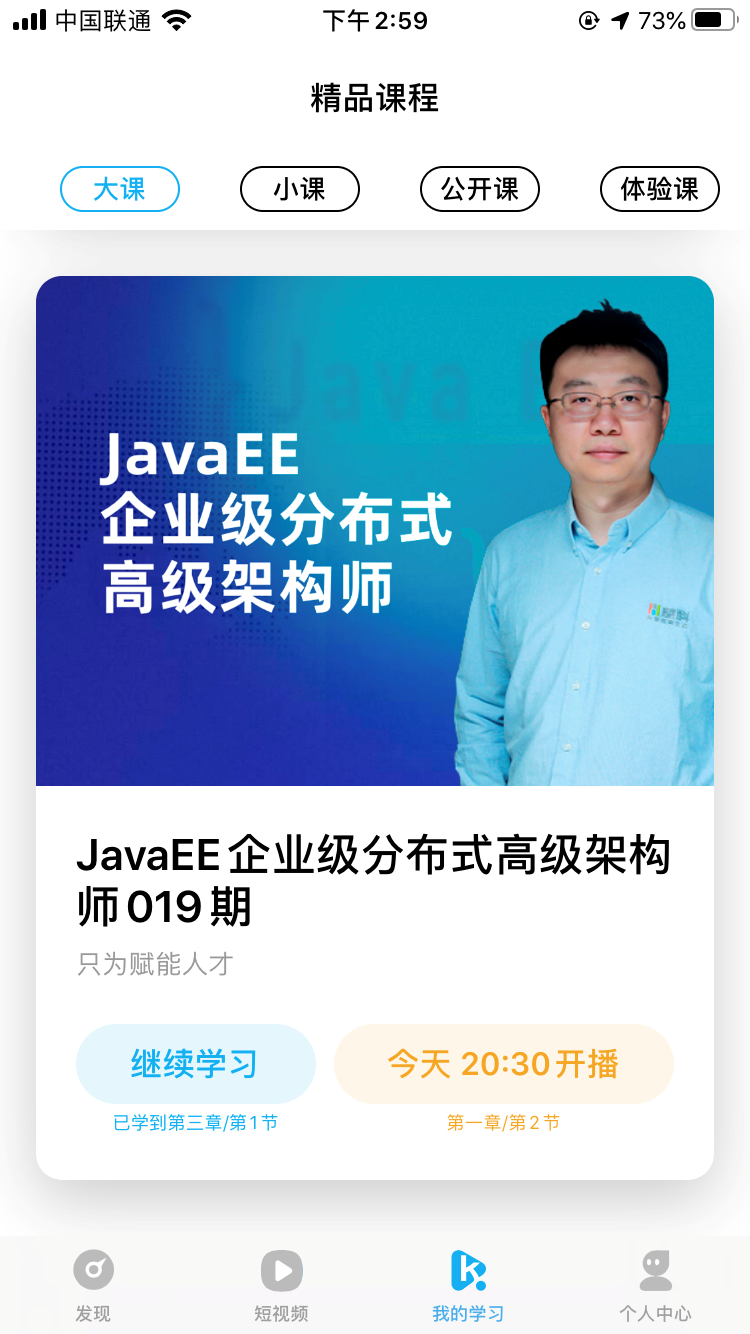 中国联通
下午2:59
73%
精品课程
大课
小课
公开课
体验课
Java
JavaEE
企业级分布式
高级架构师
JavaEE企业级分布式高级架构
师019期
只为赋能人才
继续学习
今天 20:30开播
已学到第三章/第1节
第一章/第2节
发现
短视频
我的学习
个人中心